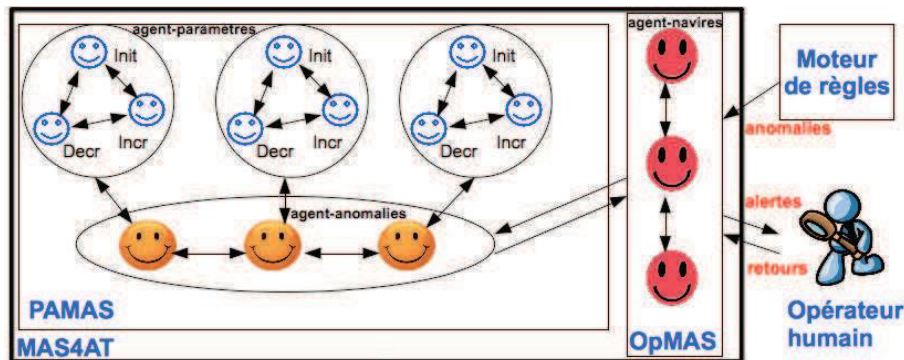 agent-paramètres
Init
Decr
Incr
Init
Decr
Incr
Init
Decr
Incr
agent-anomalies
PAMAS
MAS4AT
agent-navires
OpMAS
Moteur
de règles
anomalies
alertes
retours
Opérateur
humain